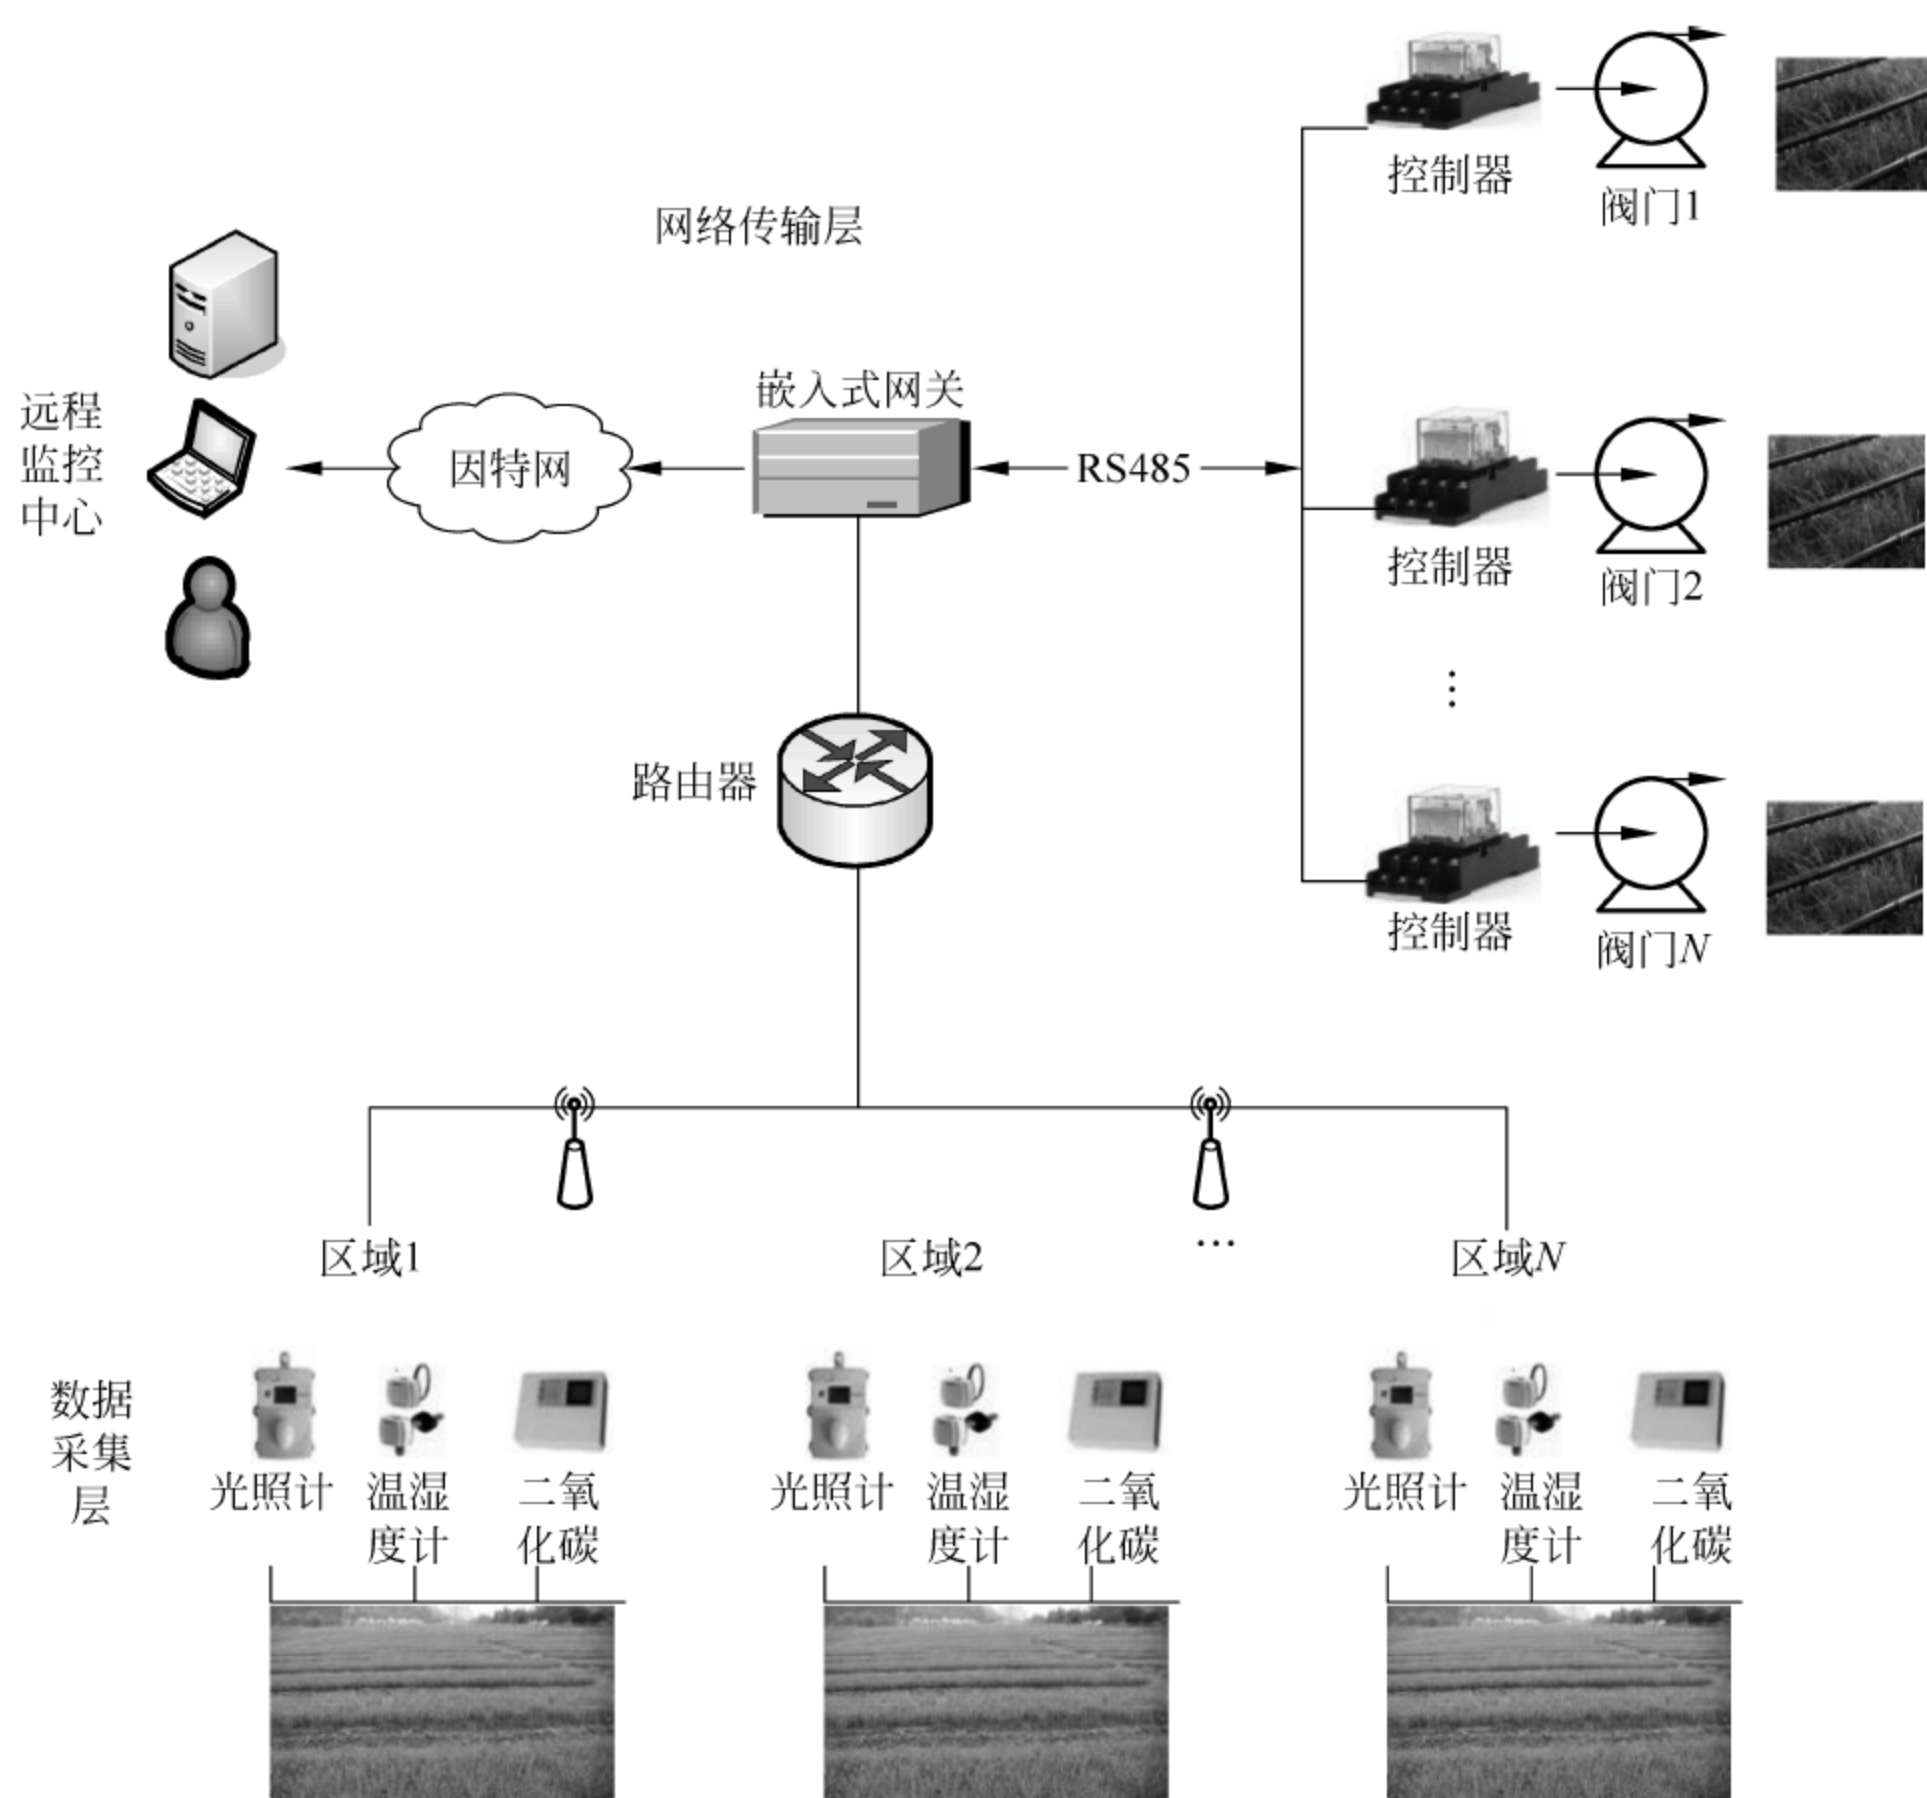 控制器
阀门1
网络传输层
远程
监控
中心
因特网
嵌入式网关
RS485
控制器
阀门2
路由器
控制器
阀门N
区域1
区域2
…
区域N
数据
采集
层
光照计
温湿
度计
二氧
化碳
光照计
温湿
度计
二氧
化碳
光照计
温湿
度计
二氧
化碳